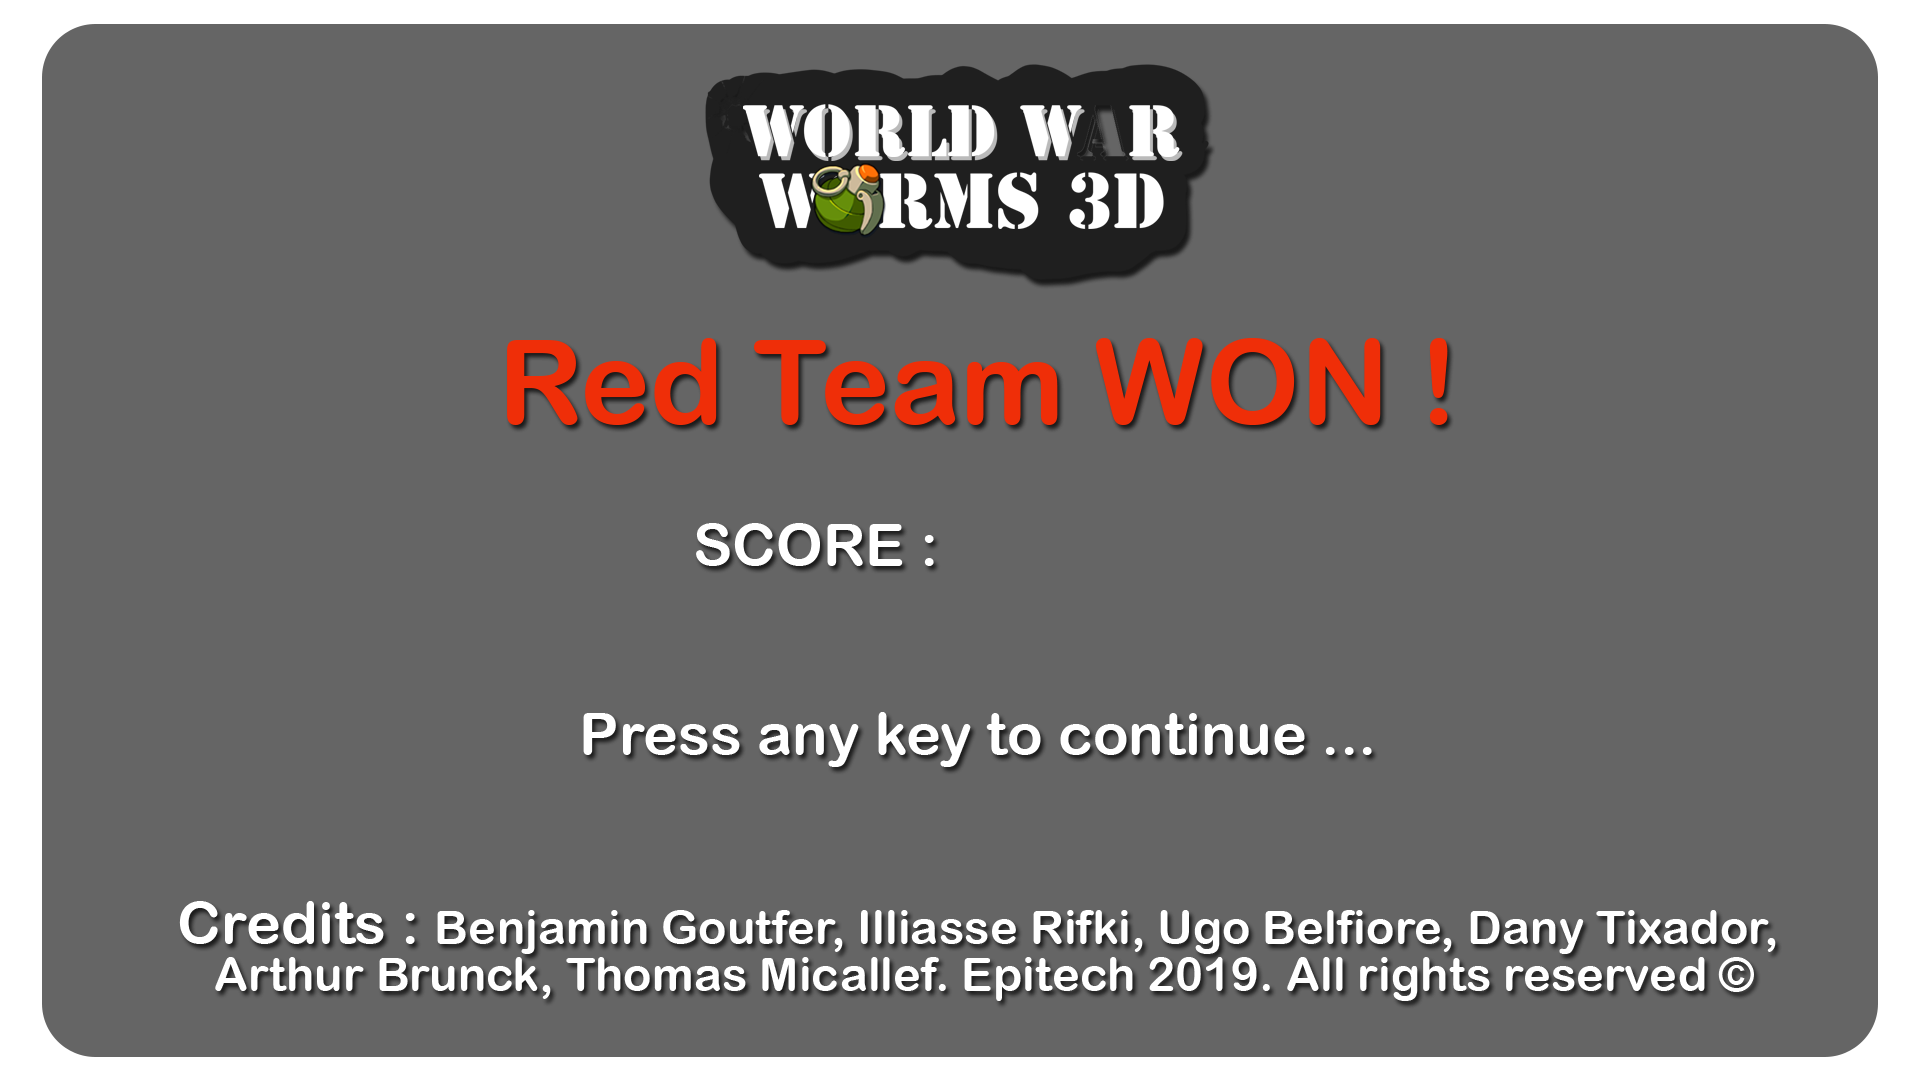 WORLD WAR
WORMS 3D
Red Team WON !
SCORE :
Press any key to continue ...
Credits : Benjamin Goutfer, Illiasse Rifki, Ugo Belfiore, Dany Tixador,
Arthur Brunck, Thomas Micallef. Epitech 2019. All rights reserved ©